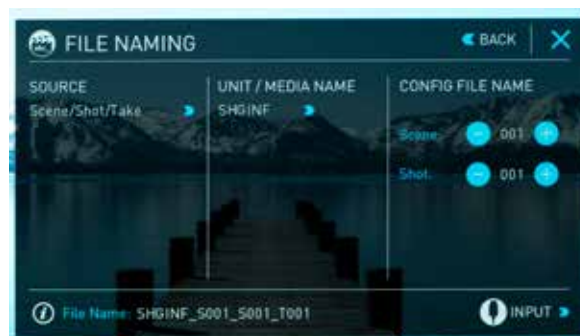 FILE NAMING
BACK
SOURCE
Scene/Shot/Take
UNIT / MEDIA NAME
SHGINF
CONFIG FILE NAME
Scene:
001
Shot:
001
File Name: SHGINF_S001_S001_T001
INPUT